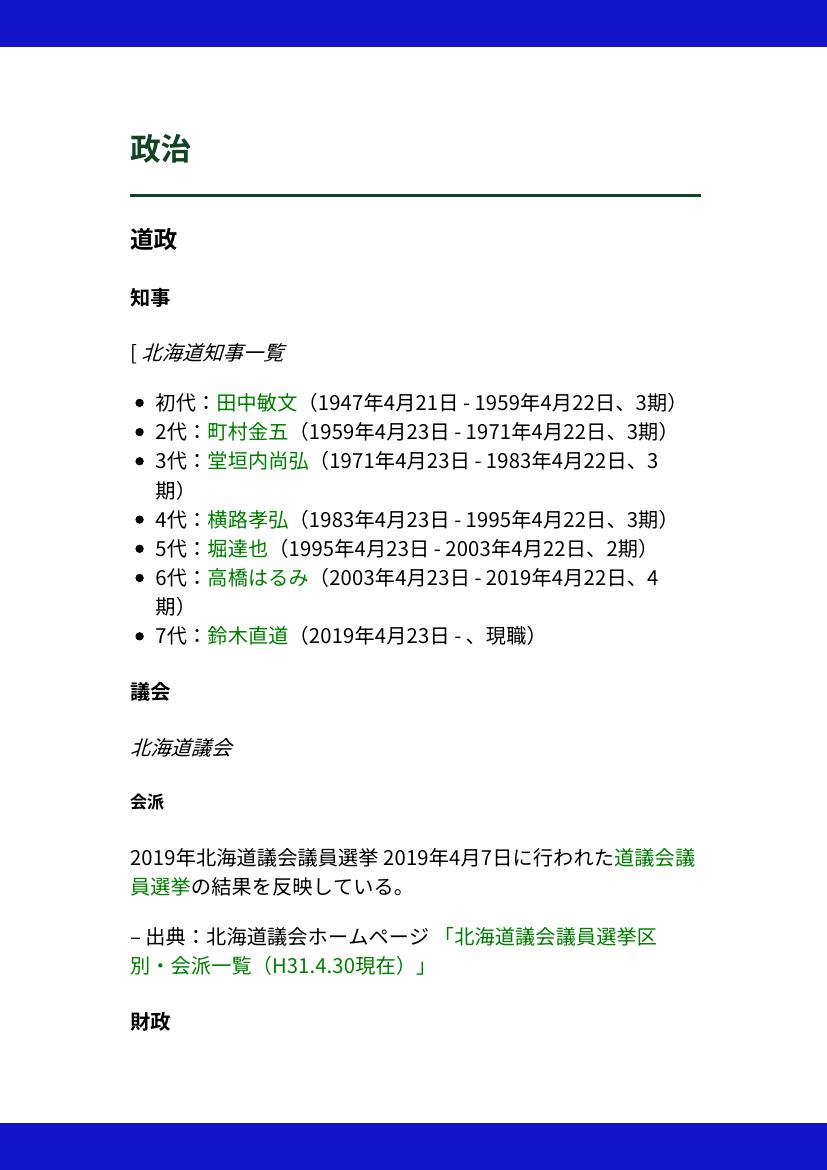 政治
道政
知事
[ 北海道知事一覧
• 初代：田中敏文（1947年4月21日 - 1959年4月22日、3期）
• 2代：町村金五（1959年4月23日 - 1971年4月22日、3期）
• 3代：堂垣内尚弘（1971年4月23日 - 1983年4月22日、3
期）
• 4代：横路孝弘（1983年4月23日 - 1995年4月22日、3期）
• 5代：堀達也（1995年4月23日 - 2003年4月22日、2期）
• 6代：高橋はるみ（2003年4月23日 - 2019年4月22日、4
期）
• 7代：鈴木直道（2019年4月23日 - 、現職）
議会
北海道議会
会派
2019年北海道議会議員選挙 2019年4月7日に行われた道議会議
員選挙の結果を反映している。
– 出典：北海道議会ホームページ 「北海道議会議員選挙区
別・会派一覧（H31.4.30現在）」
財政